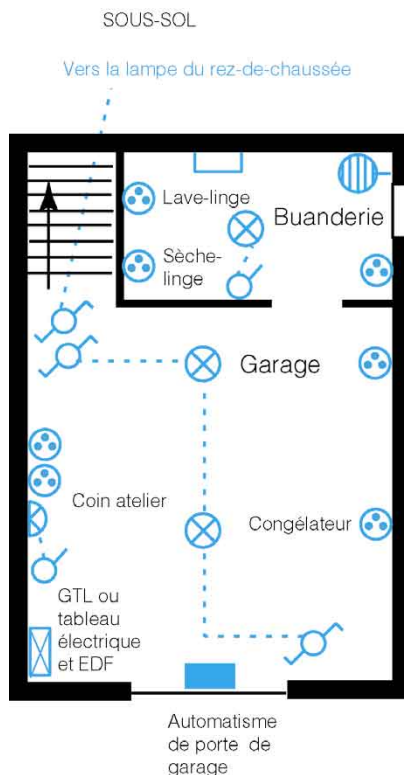 SOUS-SOL
Vers la lampe du rez-de-chaussée
Lave-linge
Buanderie
Sèche-
linge
Garage
Coin atelier
Congélateur
GTL ou
tableau
électrique
et EDF
Automatisme
de porte de
garage